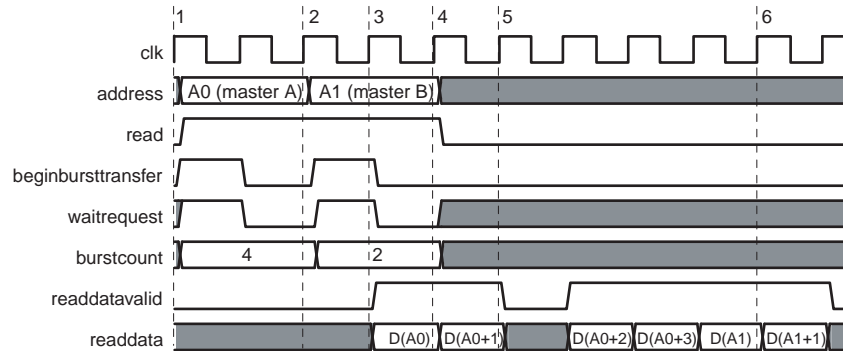 1 2 3 4 5 6
clk
address A0 (master A) A1 (master B)
read
beginbursttransfer
waitrequest
burstcount 4 2
readdatavalid
readdata D(A0) D(A0+1) D(A0+2) D(A0+3) D(A1) D(A1+1)